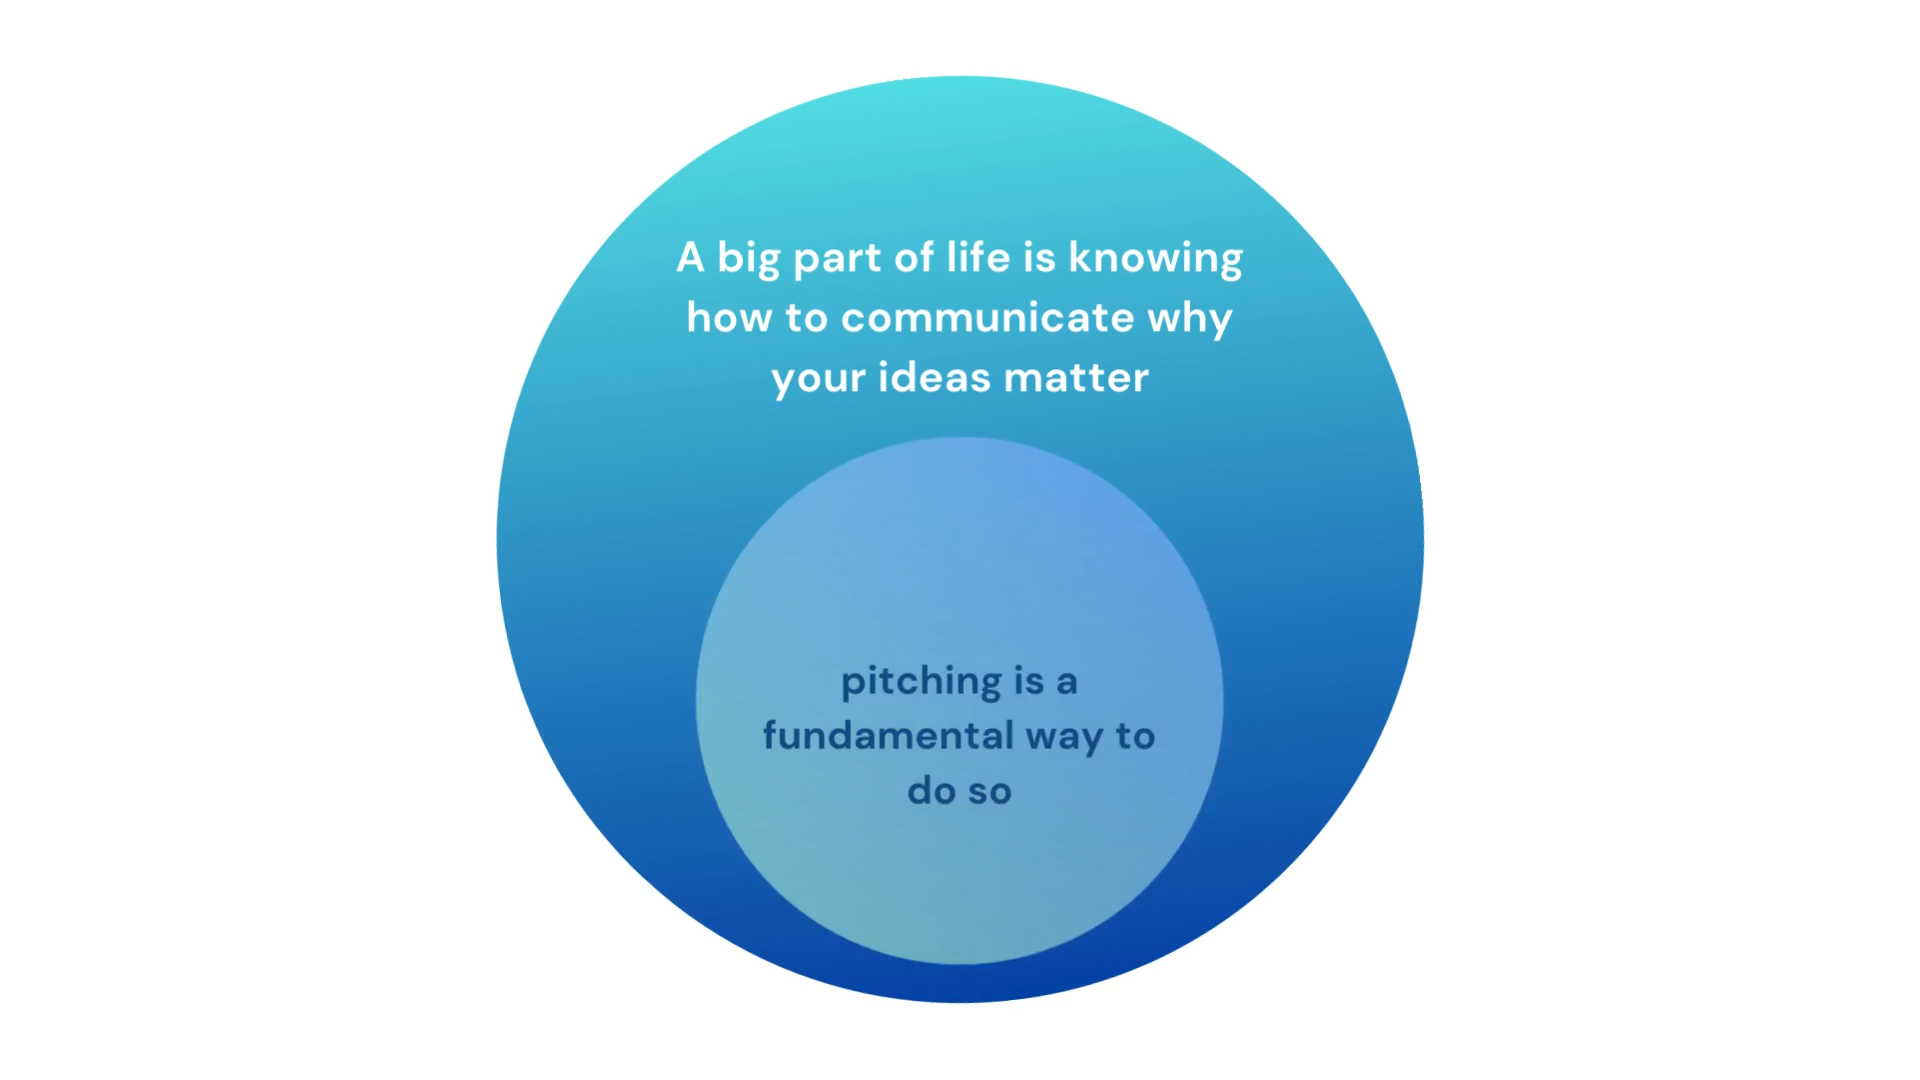 A big part of life is knowing
how to communicate why
your ideas matter
pitching is a
fundamental way to
do so